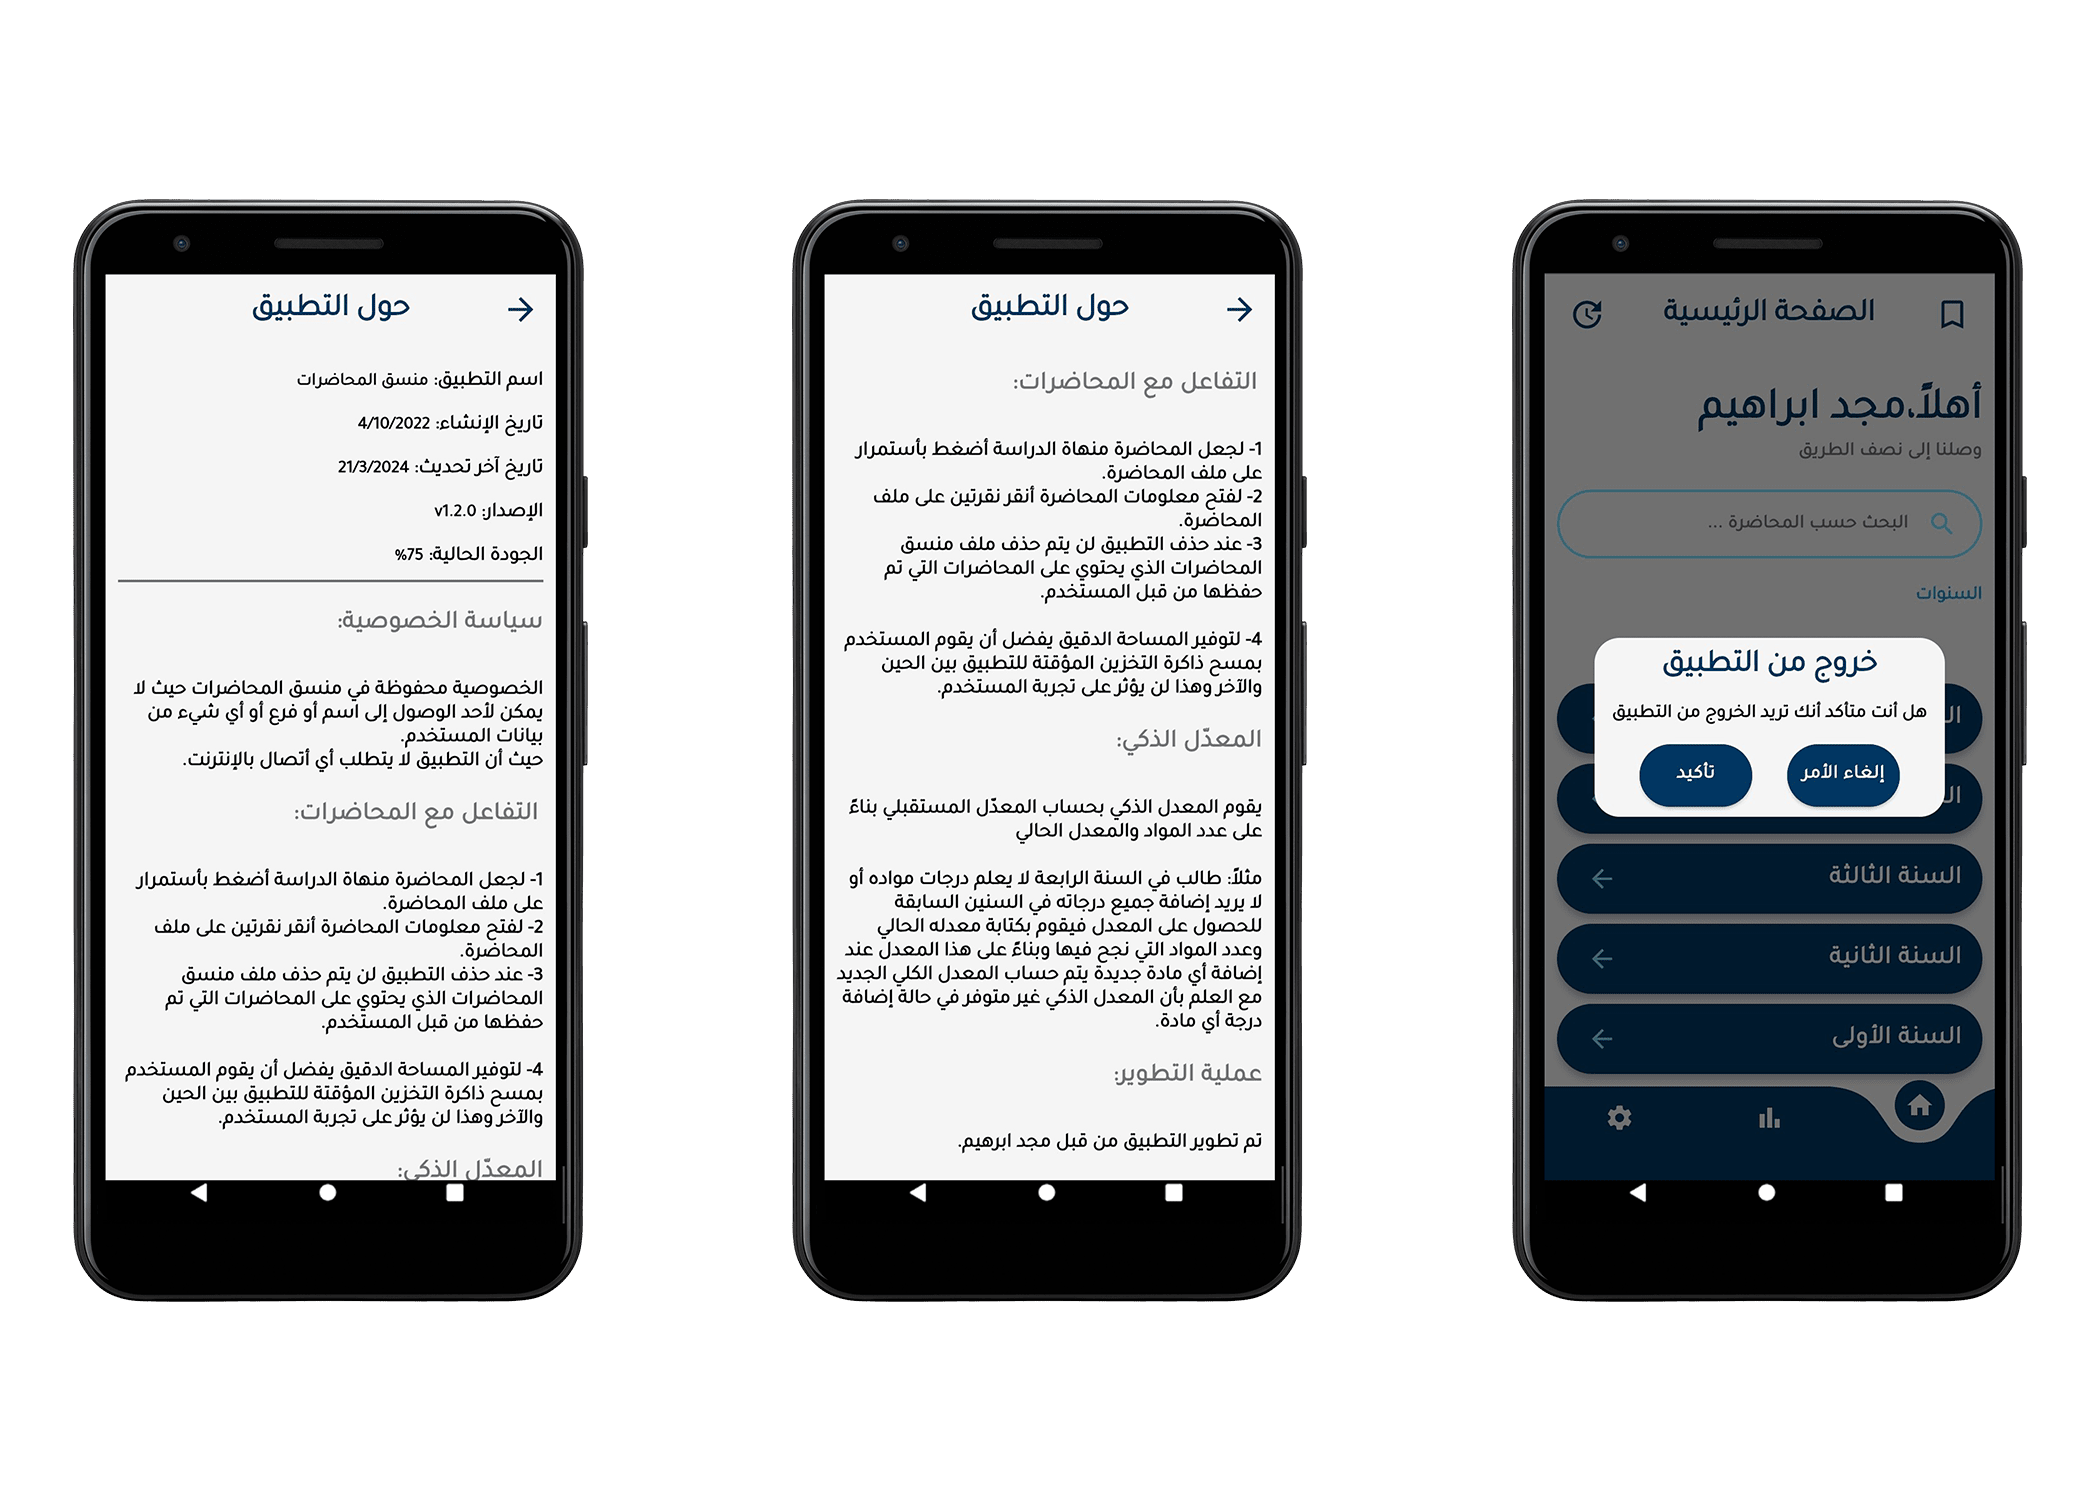 حول التطبيق
اسم التطبيق: منسق المحاضرات
تاريخ الإنشاء: 4/10/2022
تاريخ آخر تحديث: 21/3/2024
الإصدار: v1.2.0
الجودة الحالية: 75%
سياسة الخصوصية:
الخصوصية محفوظة في منسق المحاضرات حيث لا
يمكن لأحد الوصول إلى اسم أو فرع أو أي شيء من
بيانات المستخدم.
حيث أن التطبيق لا يتطلب أي أتصال بالإنترنت.
التفاعل مع المحاضرات:
1- لجعل المحاضرة منهاة الدراسة أضغط بأستمرار
على ملف المحاضرة.
2- لفتح معلومات المحاضرة أنقر نقرتين على ملف
المحاضرة.
3- عند حذف التطبيق لن يتم حذف ملف منسق
المحاضرات الذي يحتوي على المحاضرات التي تم
حفظها من قبل المستخدم.
4- لتوفير المساحة الدقيق يفضل أن يقوم المستخدم
بمسح ذاكرة التخزين المؤقتة للتطبيق بين الحين
والآخر وهذا لن يؤثر على تجربة المستخدم.
المعدّل الذكي:
حول التطبيق
التفاعل مع المحاضرات:
1- لجعل المحاضرة منهاة الدراسة أضغط بأستمرار
على ملف المحاضرة.
2- لفتح معلومات المحاضرة أنقر نقرتين على ملف
المحاضرة.
3- عند حذف التطبيق لن يتم حذف ملف منسق
المحاضرات الذي يحتوي على المحاضرات التي تم
حفظها من قبل المستخدم.
4- لتوفير المساحة الدقيق يفضل أن يقوم المستخدم
بمسح ذاكرة التخزين المؤقتة للتطبيق بين الحين
والآخر وهذا لن يؤثر على تجربة المستخدم.
المعدّل الذكي:
يقوم المعدل الذكي بحساب المعدّل المستقبلي بناءً
على عدد المواد والمعدل الحالي
مثلاً: طالب في السنة الرابعة لا يعلم درجات مواده أو
لا يريد إضافة جميع درجاته في السنين السابقة
للحصول على المعدل فيقوم بكتابة معدله الحالي
وعدد المواد التي نجح فيها وبناءً على هذا المعدل عند
إضافة أي مادة جديدة يتم حساب المعدل الكلي الجديد
مع العلم بأن المعدل الذكي غير متوفر في حالة إضافة
درجة أي مادة.
عملية التطوير:
تم تطوير التطبيق من قبل مجد ابرهيم.
الصفحة الرئيسية
أهلاً،مجد ابراهيم
وصلنا إلى نصف الطريق
البحث حسب المحاضرة ...
السنوات
خروج من التطبيق
هل أنت متأكد أنك تريد الخروج من التطبيق
إلغاء الأمر
تأكيد
السنة الثالثة
السنة الثانية
السنة الأولى